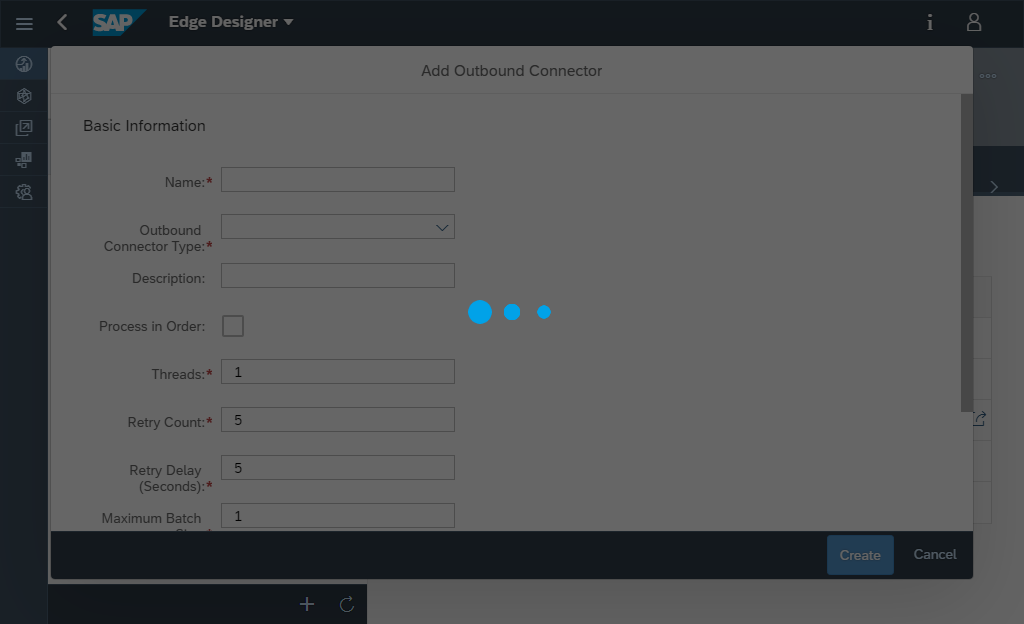 SAP Edge Designer
Add Outbound Connector
Basic Information
Name:*
Outbound
Connector Type:*
Description:
Process in Order:
Threads:* 1
Retry Count:* 5
Retry Delay 5
(Seconds):*
Maximum Batch 1
Create Cancel